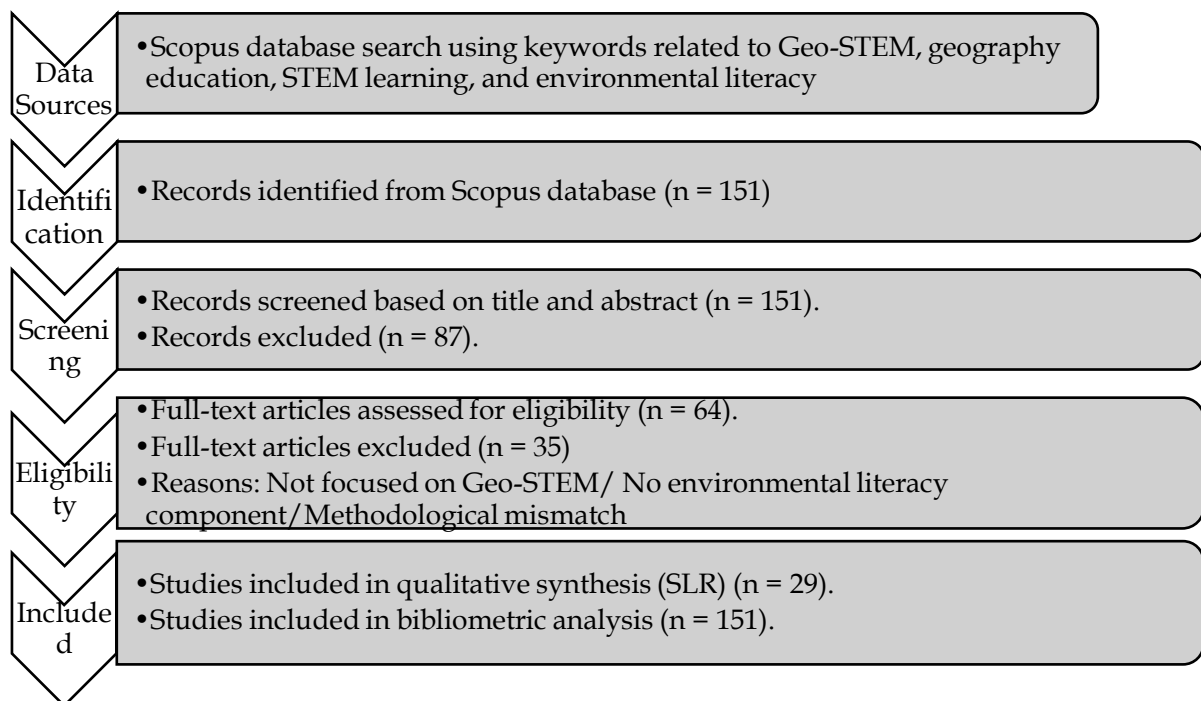 Data
Sources
•Scopus database search using keywords related to Geo-STEM, geography
education, STEM learning, and environmental literacy
Identifi
cation
•Records identified from Scopus database (n = 151)
Screeni
ng
•Records screened based on title and abstract (n = 151).
•Records excluded (n = 87).
Eligibili
ty
•Full-text articles assessed for eligibility (n = 64).
•Full-text articles excluded (n = 35)
•Reasons: Not focused on Geo-STEM/ No environmental literacy
component/Methodological mismatch
Include
d
•Studies included in qualitative synthesis (SLR) (n = 29).
•Studies included in bibliometric analysis (n = 151).